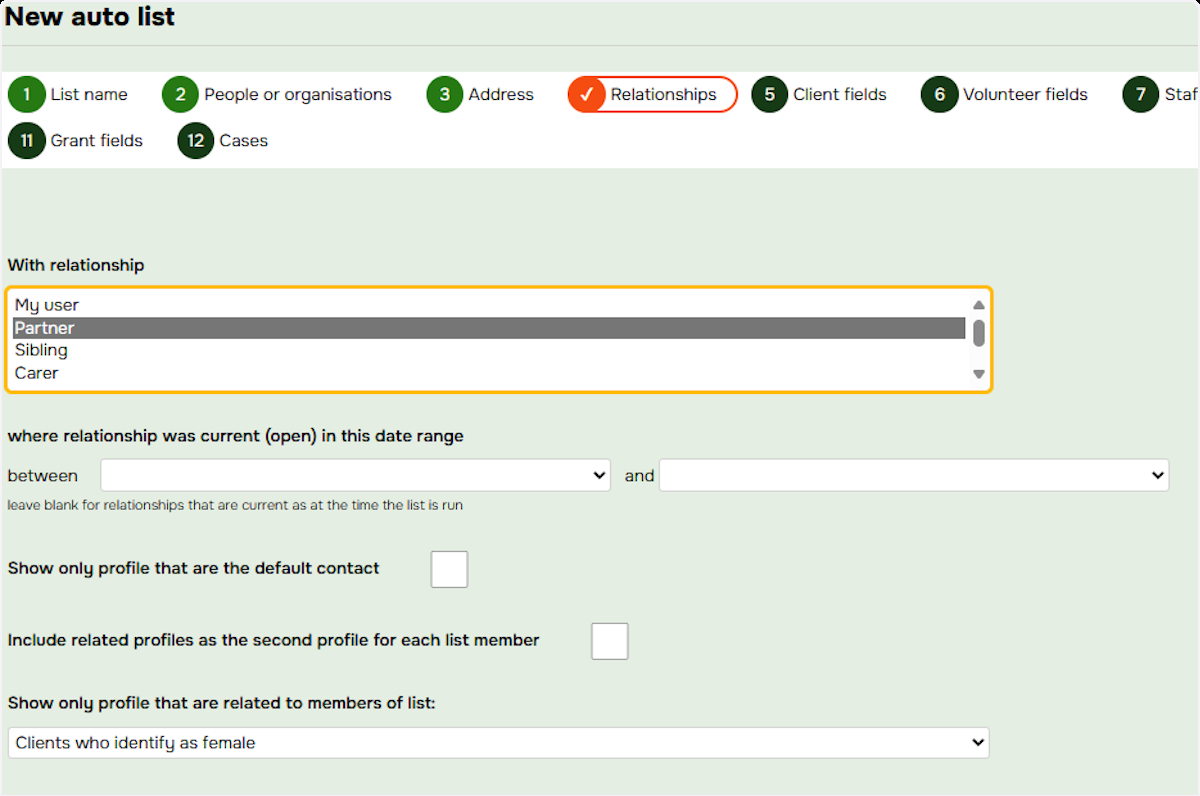 New auto list
1 List name 2 People or organisations 3 Address ✓ Relationships 5 Client fields 6 Volunteer fields 7 Staf
11 Grant fields 12 Cases
With relationship
My user
Partner
Sibling
Carer
where relationship was current (open) in this date range
between and
leave blank for relationships that are current as at the time the list is run
Show only profile that are the default contact
Include related profiles as the second profile for each list member
Show only profile that are related to members of list:
Clients who identify as female